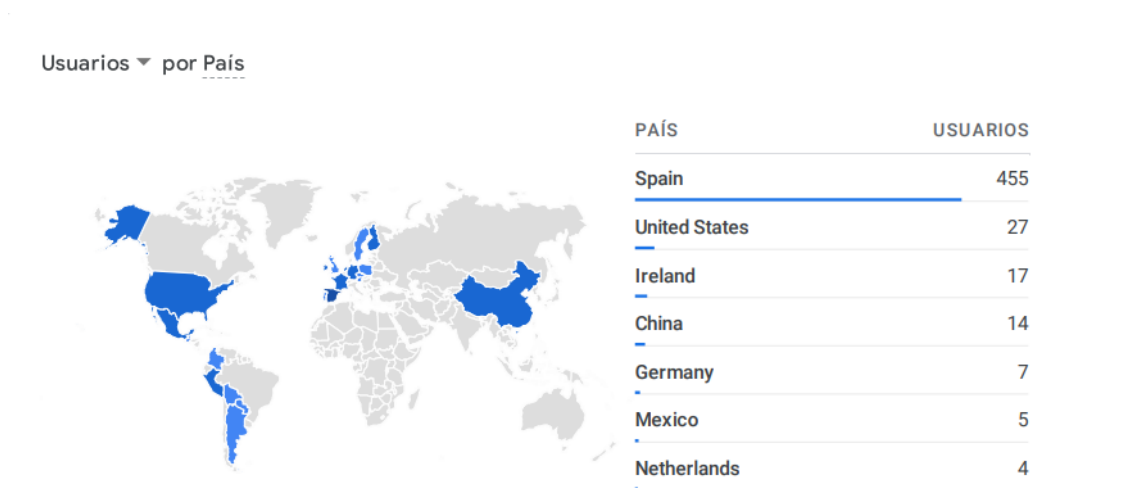 Usuarios por País
PAÍS USUARIOS
Spain 455
United States 27
Ireland 17
China 14
Germany 7
Mexico 5
Netherlands 4